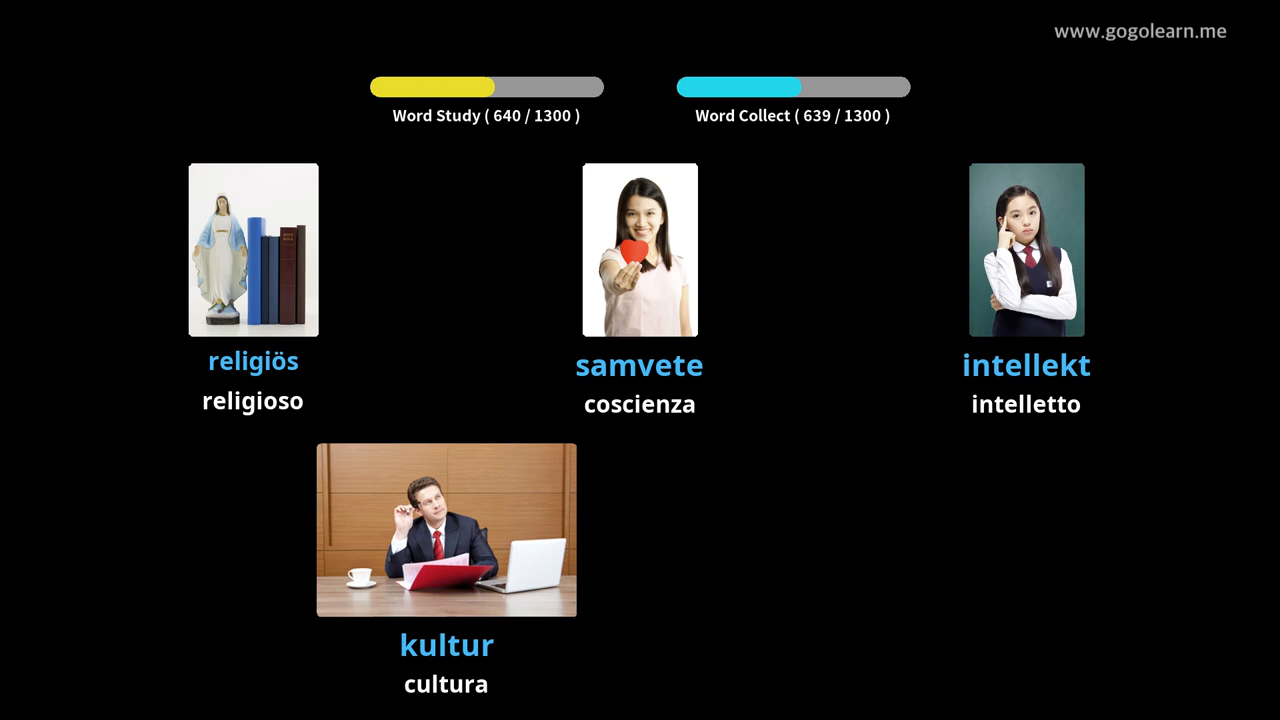 www.gogolearn.me
Word Study ( 640 / 1300 )
Word Collect ( 639 / 1300 )
religiös
religioso
samvete
coscienza
intellekt
intelletto
kultur
cultura